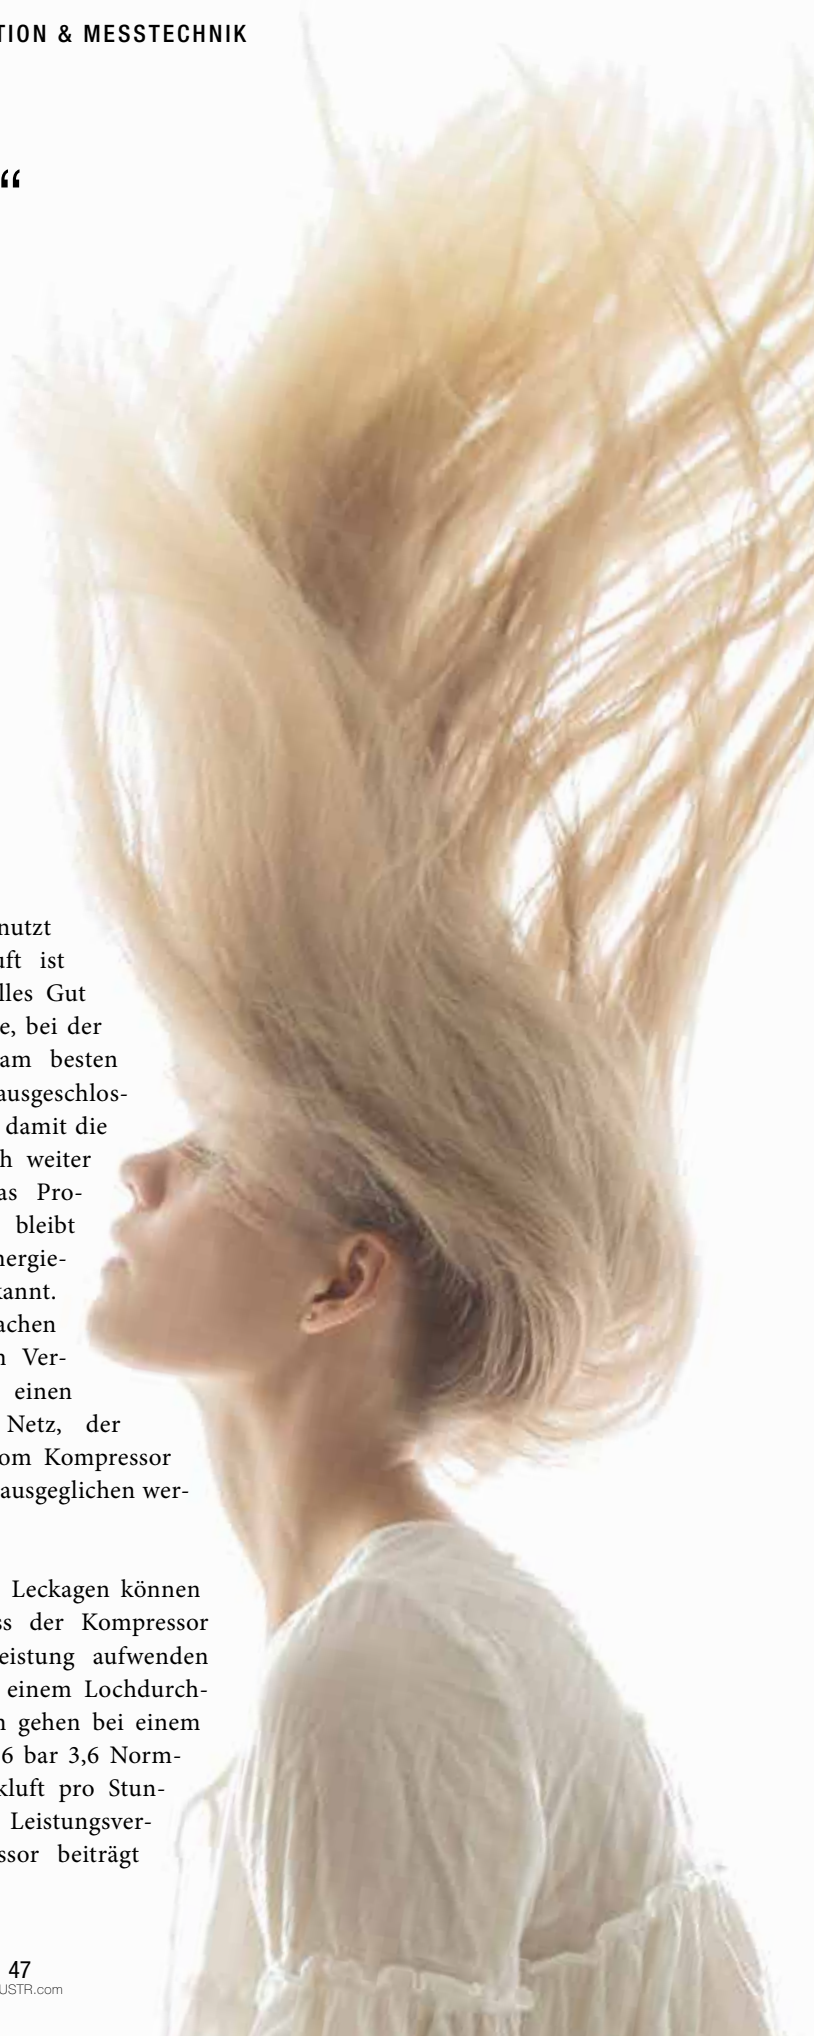 TION & MESSTECHNIK
“
nutzt
uft ist
lles Gut
e, bei der
am besten
ausgeschlos-
damit die
h weiter
as Pro-
bleibt
nergie-
kannt.
achen
n Ver-
einen
Netz, der
om Kompressor
ausgeglichen wer-
Leckagen können
ss der Kompressor
eistung aufwenden
einem Lochdurch-
n gehen bei einem
6 bar 3,6 Norm-
kluft pro Stun-
Leistungsver-
ssor beiträgt
47
USTR.com